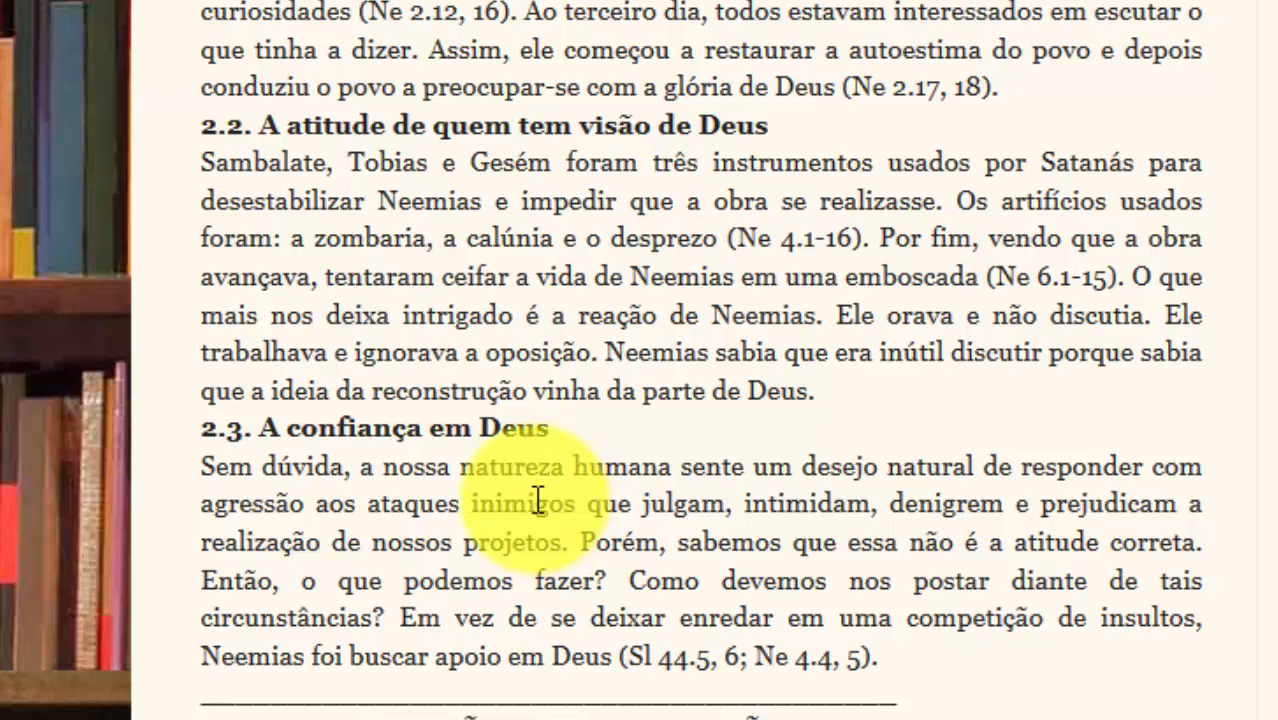 curiosidades (Ne 2.12, 16). Ao terceiro dia, todos estavam interessados em escutar o
que tinha a dizer. Assim, ele começou a restaurar a autoestima do povo e depois
conduziu o povo a preocupar-se com a glória de Deus (Ne 2.17, 18).
2.2. A atitude de quem tem visão de Deus
Sambalate, Tobias e Gesém foram três instrumentos usados por Satanás para
desestabilizar Neemias e impedir que a obra se realizasse. Os artifícios usados
foram: a zombaria, a calúnia e o desprezo (Ne 4.1-16). Por fim, vendo que a obra
avançava, tentaram ceifar a vida de Neemias em uma emboscada (Ne 6.1-15). O que
mais nos deixa intrigado é a reação de Neemias. Ele orava e não discutia. Ele
trabalhava e ignorava a oposição. Neemias sabia que era inútil discutir porque sabia
que a ideia da reconstrução vinha da parte de Deus.
2.3. A confiança em Deus
Sem dúvida, a nossa natureza humana sente um desejo natural de responder com
agressão aos ataques inimigos que julgam, intimidam, denigrem e prejudicam a
realização de nossos projetos. Porém, sabemos que essa não é a atitude correta.
Então, o que podemos fazer? Como devemos nos postar diante de tais
circunstâncias? Em vez de se deixar enredar em uma competição de insultos,
Neemias foi buscar apoio em Deus (Sl 44.5, 6; Ne 4.4, 5).